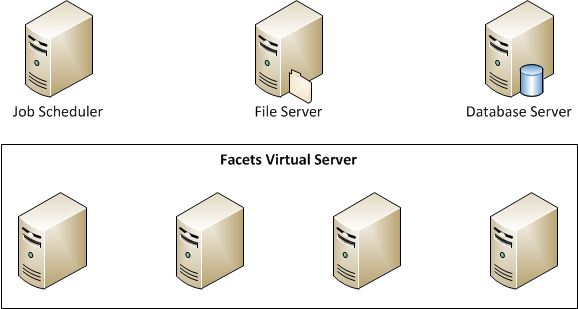 Job Scheduler
File Server
Database Server
Facets Virtual Server